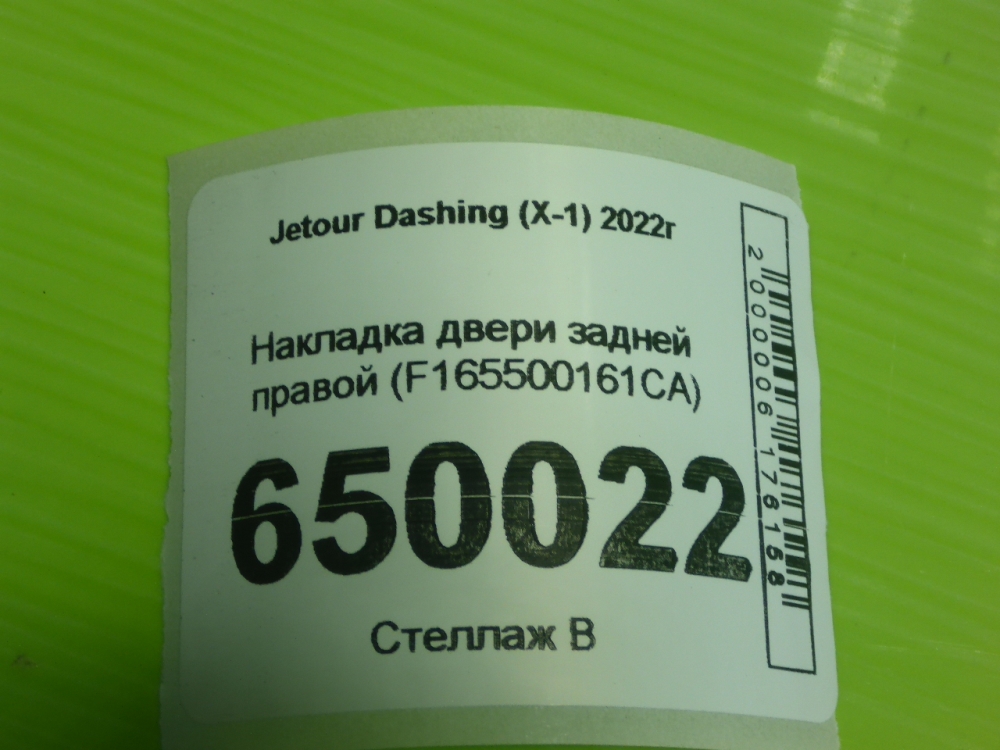 Jetour Dashing (X-1) 2022г
Накладка двери задней
правой (F165500161CA)
650022
Стеллаж В
2000006176158